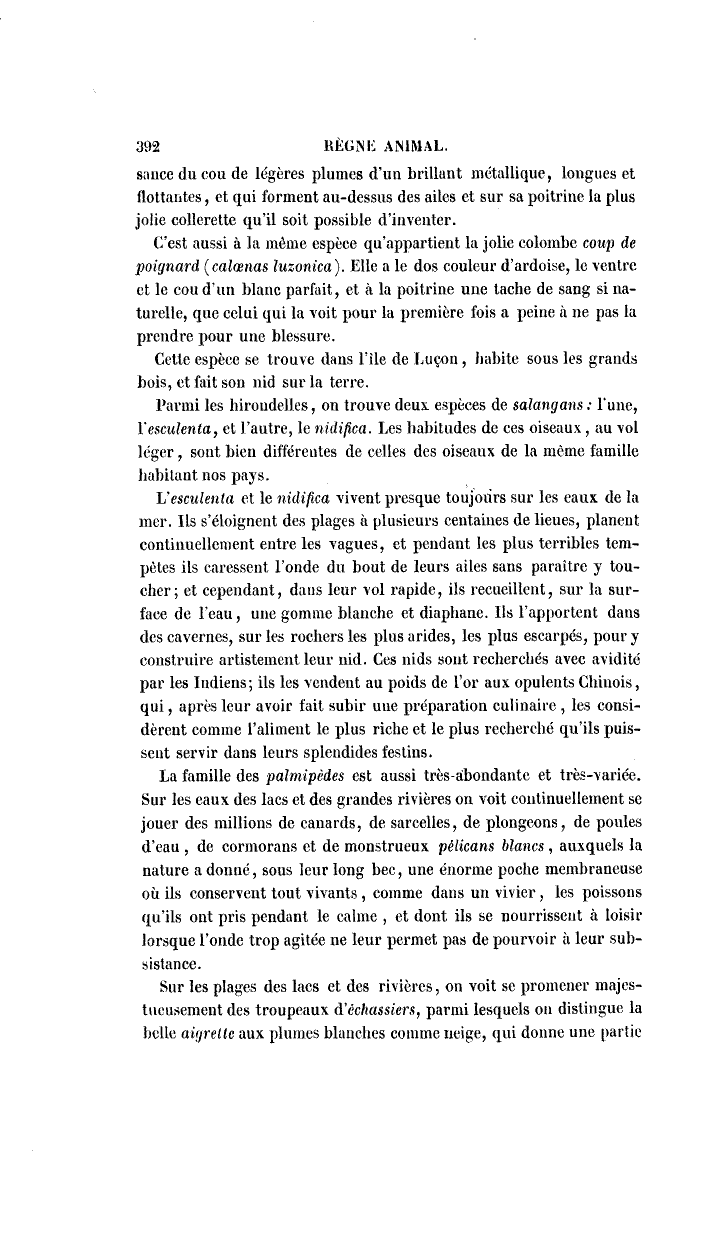 392 RÈGNE ANIMAL.
sance du cou de légères plumes d'un brillant métallique, longues et
flottantes, et qui forment au-dessus des ailes et sur sa poitrine la plus
jolie collerette qu'il soit possible d'inventer.
C'est aussi à la même espèce qu'appartient la jolie colombe coup de
poignard (calœnas luzonica). Elle a le dos couleur d'ardoise, le ventre
et le cou d'un blanc parfait, et à la poitrine une tache de sang si na-
turelle, que celui qui la voit pour la première fois a peine à ne pas la
prendre pour une blessure.
Cette espèce se trouve dans l'île de Luçon, habite sous les grands
bois, et fait son nid sur la terre.
Parmi les hirondelles, on trouve deux espèces de salangans : l'une,
l'esculenta, et l'autre, le nidifica. Les habitudes de ces oiseaux, au vol
léger, sont bien différentes de celles des oiseaux de la même famille
habitant nos pays.
L'esculenta et le nidifica vivent presque toujours sur les eaux de la
mer. Ils s'éloignent des plages à plusieurs centaines de lieues, planent
continuellement entre les vagues, et pendant les plus terribles tem-
pêtes ils caressent l'onde du bout de leurs ailes sans paraître y tou-
cher; et cependant, dans leur vol rapide, ils recueillent, sur la sur-
face de l'eau, une gomme blanche et diaphane. Ils l'apportent dans
des cavernes, sur les rochers les plus arides, les plus escarpés, pour y
construire artistement leur nid. Ces nids sont recherchés avec avidité
par les Indiens; ils les vendent au poids de l'or aux opulents Chinois,
qui, après leur avoir fait subir une préparation culinaire, les consi-
dèrent comme l'aliment le plus riche et le plus recherché qu'ils puis-
sent servir dans leurs splendides festins.
La famille des palmipèdes est aussi très-abondante et très-variée.
Sur les eaux des lacs et des grandes rivières on voit continuellement se
jouer des millions de canards, de sarcelles, de plongeons, de poules
d'eau, de cormorans et de monstrueux pélicans blancs, auxquels la
nature a donné, sous leur long bec, une énorme poche membraneuse
où ils conservent tout vivants, comme dans un vivier, les poissons
qu'ils ont pris pendant le calme, et dont ils se nourrissent à loisir
lorsque l'onde trop agitée ne leur permet pas de pourvoir à leur sub-
sistance.
Sur les plages des lacs et des rivières, on voit se promener majes-
tueusement des troupeaux d'échassiers, parmi lesquels on distingue la
belle aigrette aux plumes blanches comme neige, qui donne une partie